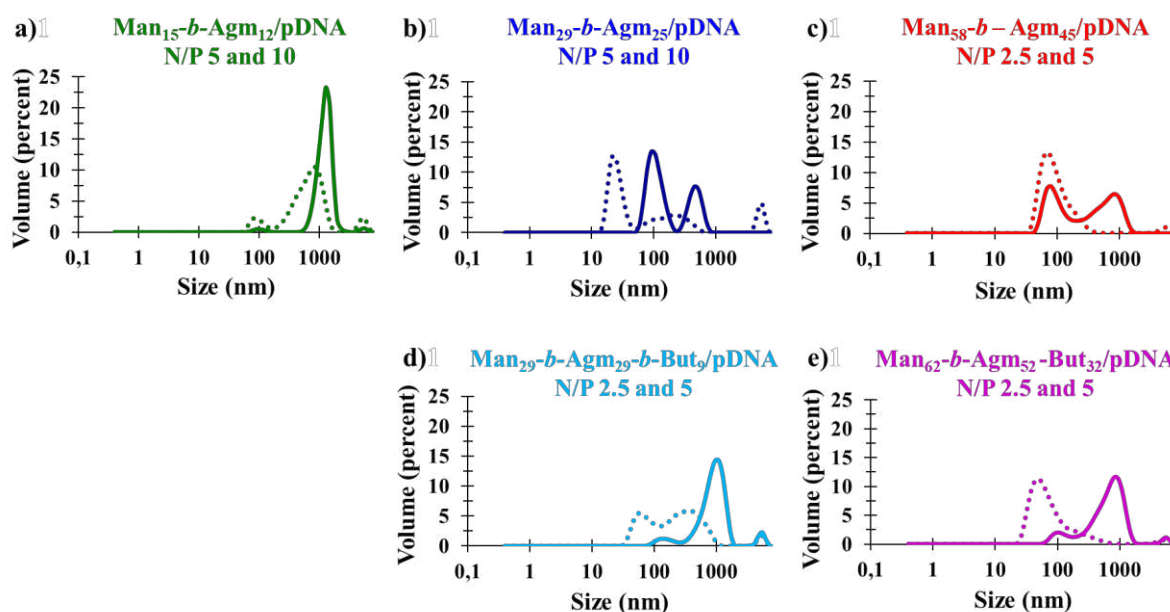 a)1 Man15-b-Agm12/pDNA
N/P 5 and 10
Volume (percent)
25
20
15
10
5
0
0,1 1 10 100 1000
Size (nm)
b)1 Man29-b-Agm25/pDNA
N/P 5 and 10
Volume (percent)
25
20
15
10
5
0
0,1 1 10 100 1000
Size (nm)
c)1 Man58-b – Agm45/pDNA
N/P 2.5 and 5
Volume (percent)
25
20
15
10
5
0
0,1 1 10 100 1000
Size (nm)
d)1 Man29-b-Agm29-b-But9/pDNA
N/P 2.5 and 5
Volume (percent)
25
20
15
10
5
0
0,1 1 10 100 1000
Size (nm)
e)1 Man62-b-Agm52-But32/pDNA
N/P 2.5 and 5
Volume (percent)
25
20
15
10
5
0
0,1 1 10 100 1000
Size (nm)